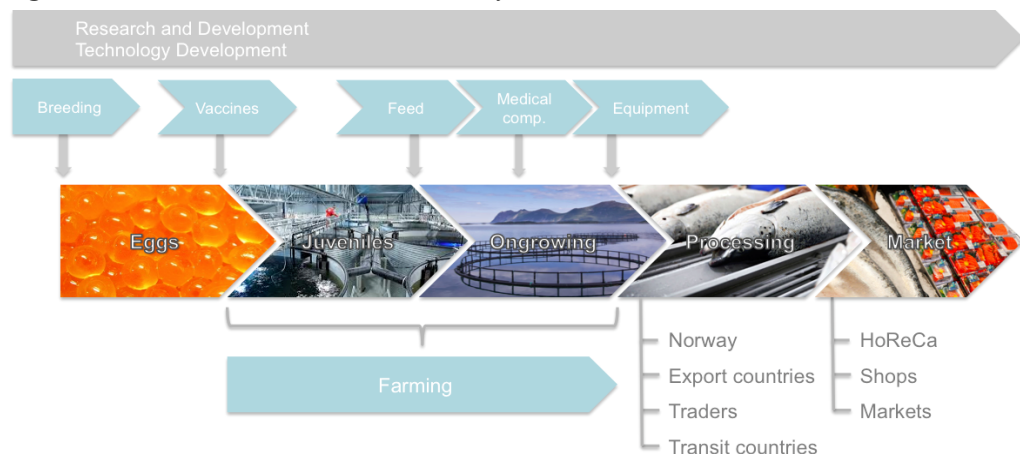 Research and Development
Technology Development
Breeding
Vaccines
Feed
Medical
comp.
Equipment
Eggs
Juveniles
Ongrowing
Processing
Market
Farming
Norway
Export countries
Traders
Transit countries
HoReCa
Shops
Markets